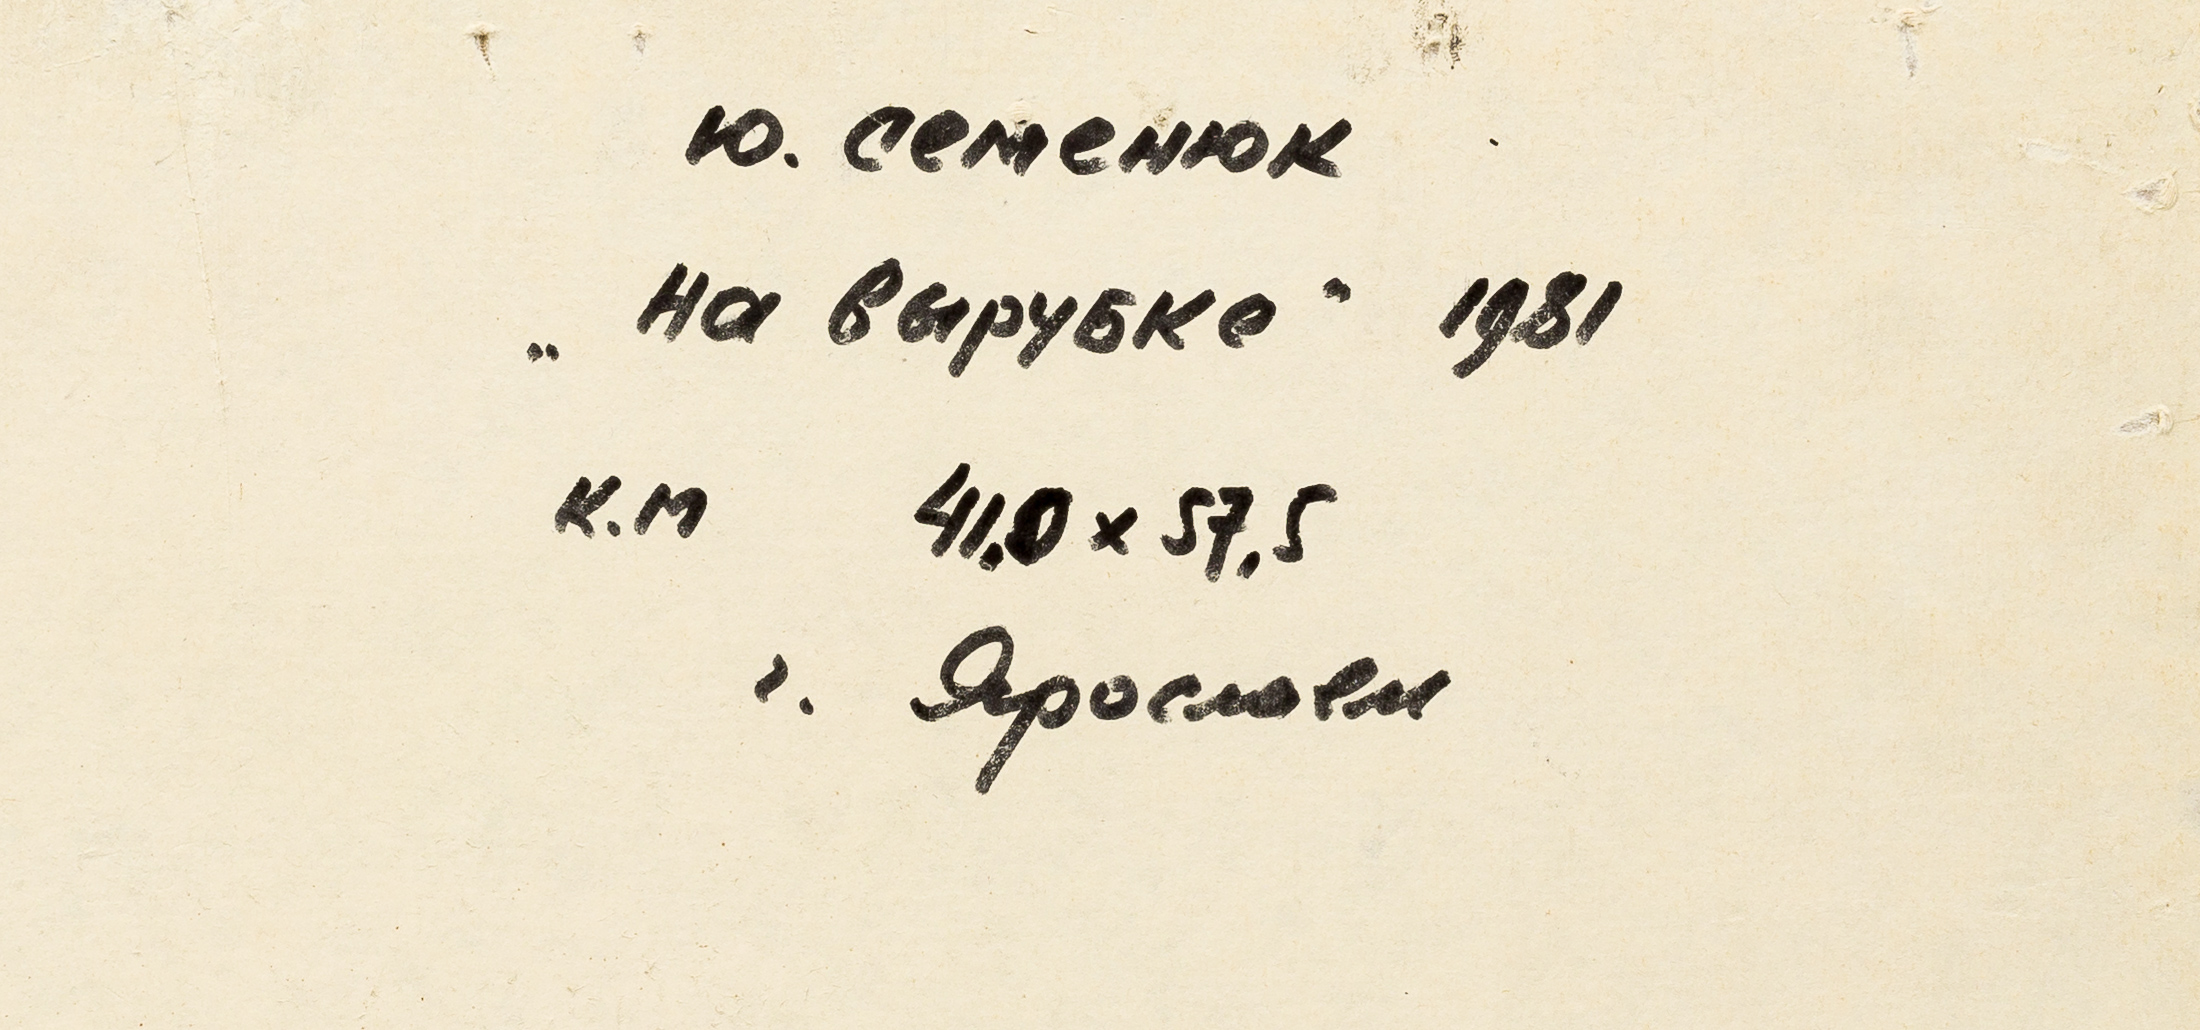 Ю. Семенюк
„На вырубке" 1981
К.М 41.0 x 57,5
г. Ярославль